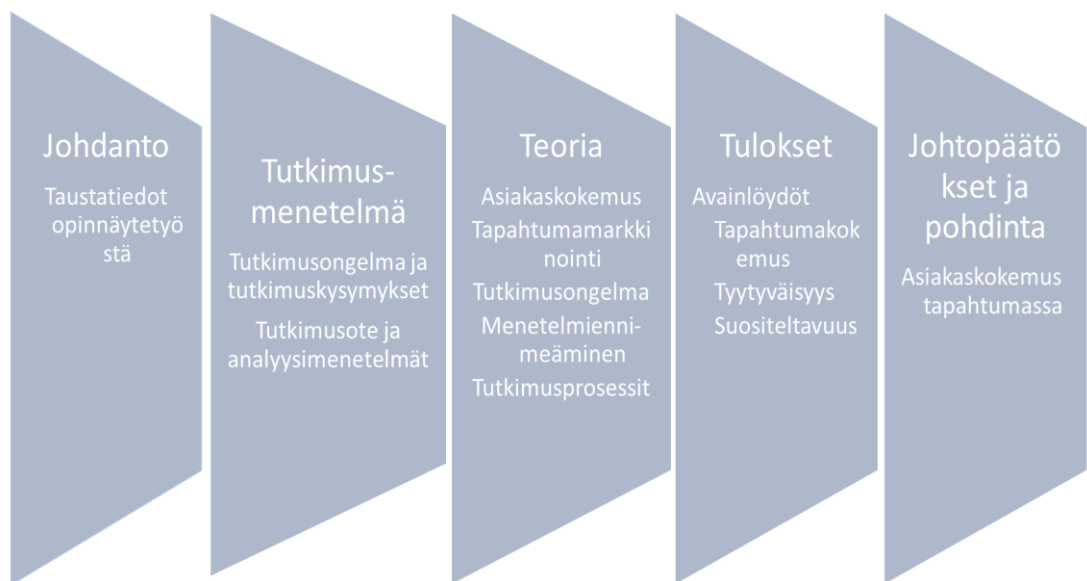 Johdanto
Taustatiedot
opinnäytetyö
stä
Tutkimus-
menetelmä
Tutkimusongelma ja
tutkimuskysymykset
Tutkimusote ja
analyysimenetelmät
Teoria
Asiakaskokemus
Tapahtumamarkki
nointi
Tutkimusongelma
Menetelmienni-
meäminen
Tutkimusprosessit
Tulokset
Avainlöydöt
Tapahtumakok
emus
Tyytyväisyys
Suositeltavuus
Johtopäätö
kset ja
pohdinta
Asiakaskokemus
tapahtumassa